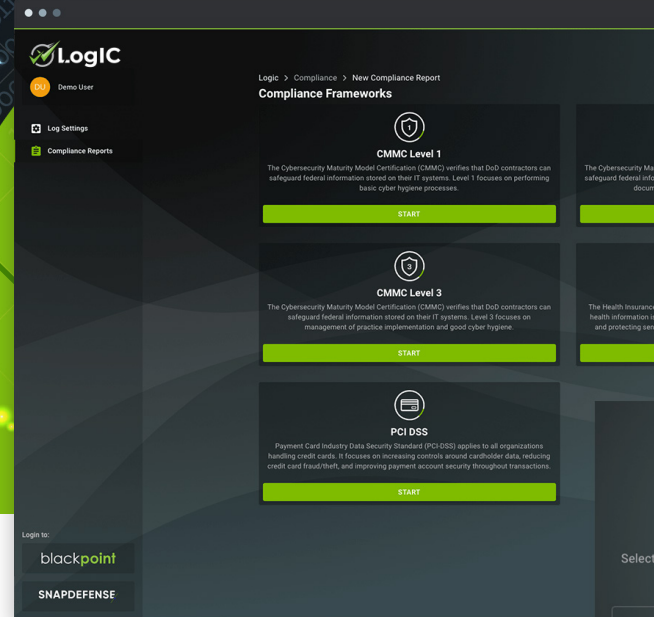 LogIC
DU
Demo User
Log Settings
Compliance Reports
Logic > Compliance > New Compliance Report
Compliance Frameworks
1
CMMC Level 1
The Cybersecurity Maturity Model Certification (CMMC) verifies that DoD contractors can
safeguard federal information stored on their IT systems. Level 1 focuses on performing
basic cyber hygiene processes.
START
The Cybersecurity Ma
safeguard federal info
docum
3
CMMC Level 3
The Cybersecurity Maturity Model Certification (CMMC) verifies that DoD contractors can
safeguard federal information stored on their IT systems. Level 3 focuses on
management of practice implementation and good cyber hygiene.
START
The Health Insurance
health information i
and protecting sen
PCI DSS
Payment Card Industry Data Security Standard (PCI-DSS) applies to all organizations
handling credit cards. It focuses on increasing controls around cardholder data, reducing
credit card fraud/theft, and improving payment account security throughout transactions.
START
Select
Login to:
blackpoint
SNAPDEFENSE